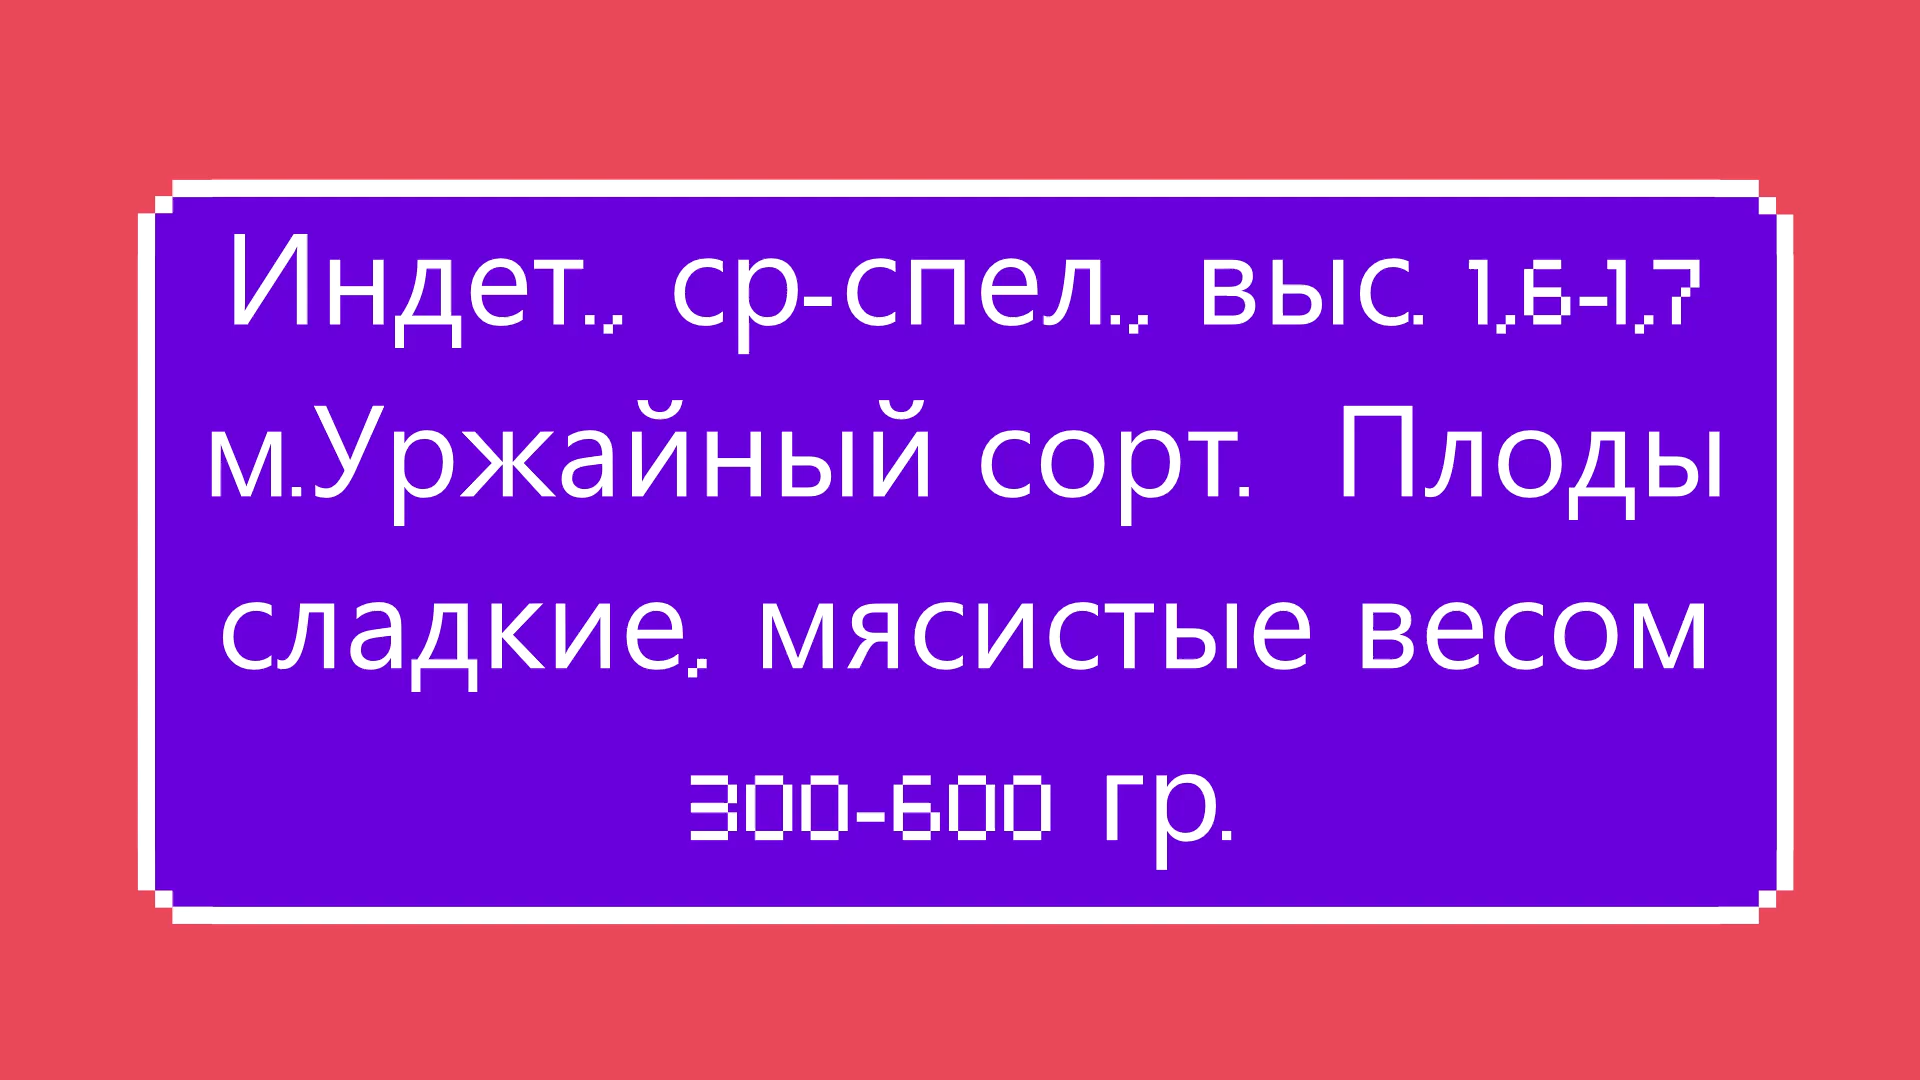 Индет., ср-спел., выс. 1,6-1,7
м.Уржайный сорт.  Плоды
сладкие, мясистые весом
300-600 гр.